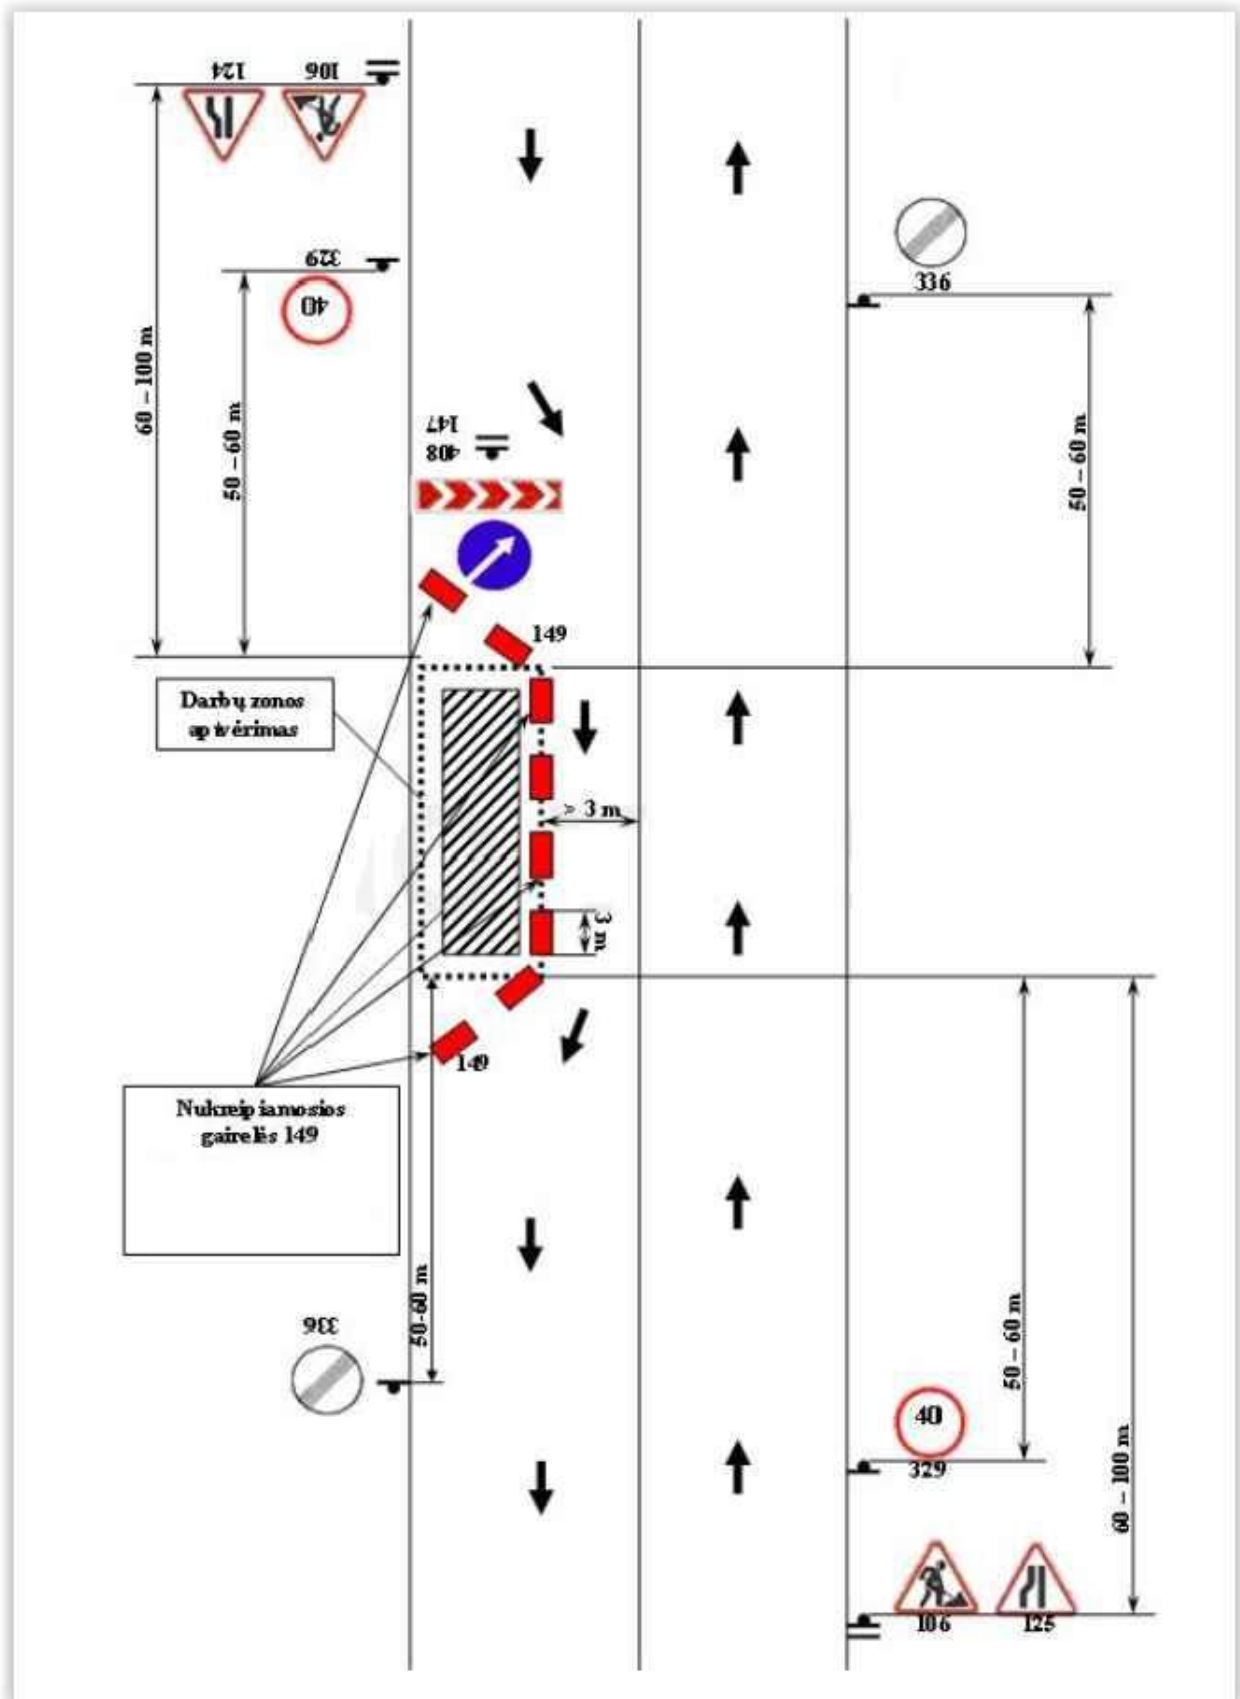 124
106
329
40
336
60 – 100 m
50 – 60 m
147
408
50 – 60 m
149
Darbų zonos
aptvėrimas
≈ 3 m
3 m
149
Nukreipiamosios
gairelės 149
50-60 m
336
50 – 60 m
40
329
60 – 100 m
106
125